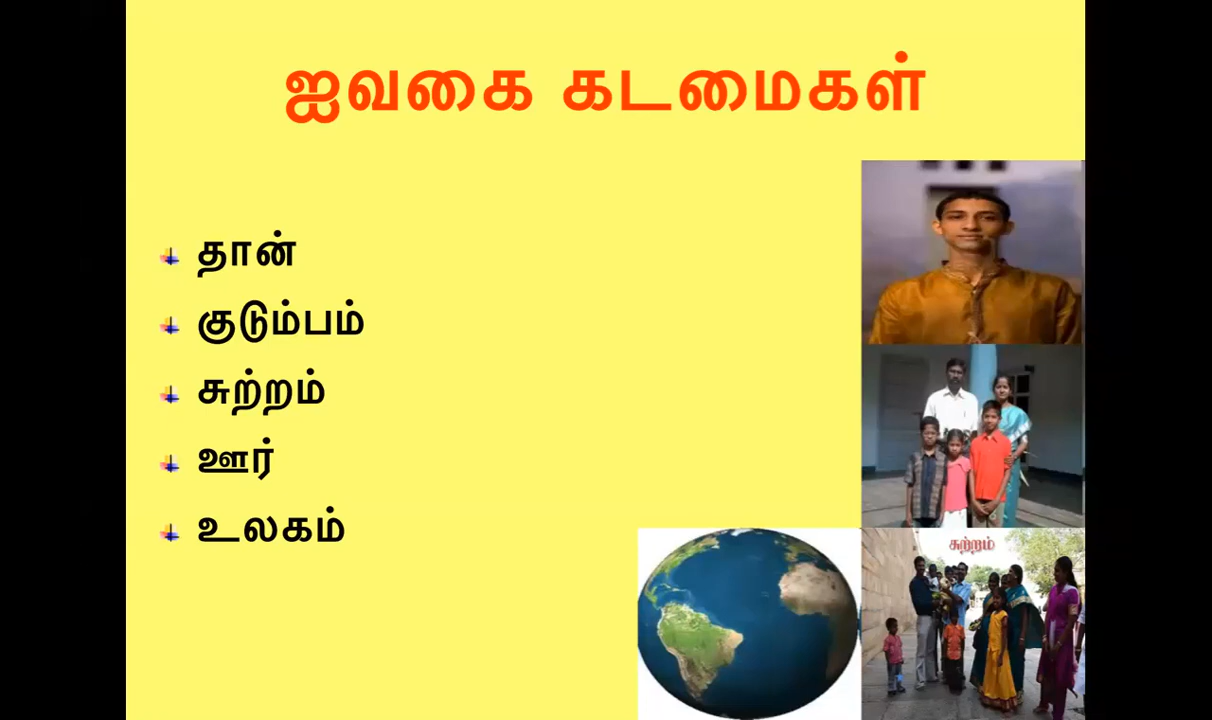 ஐவகை கடமைகள்
தான்
குடும்பம்
சுற்றம்
ஊர்
உலகம்
சுற்றம்